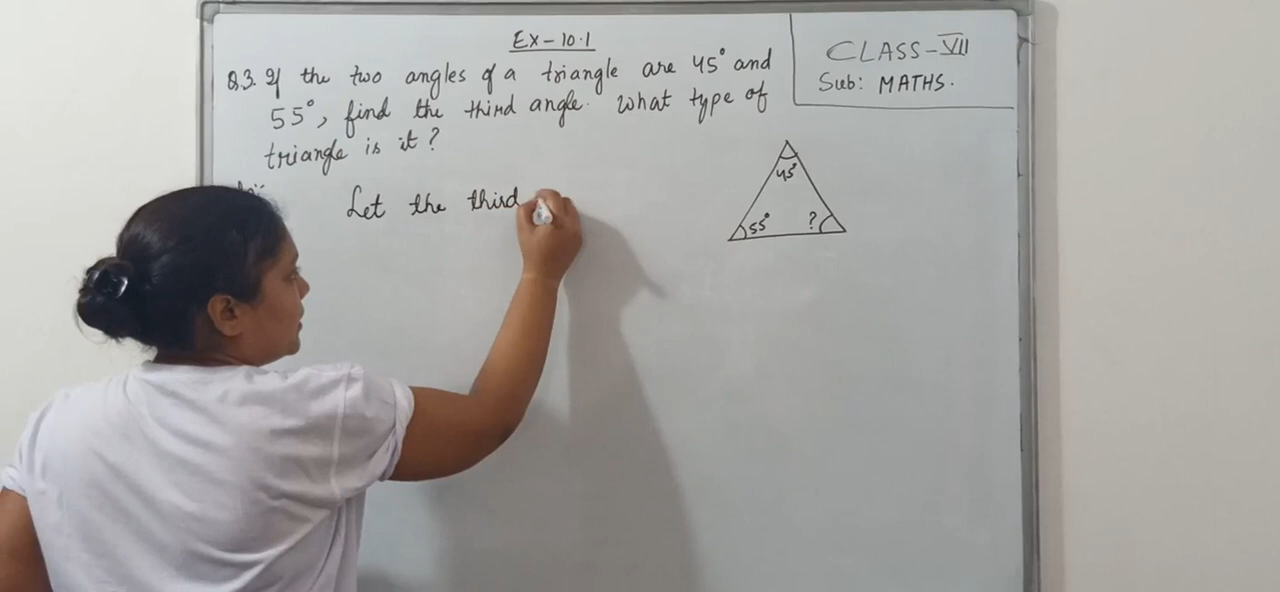 Ex-10.1
CLASS-VII
Sub: MATHS.
Q.3. If the two angles of a triangle are 45° and
55°, find the third angle. What type of
triangle is it?
Let the third
45°
55° ?